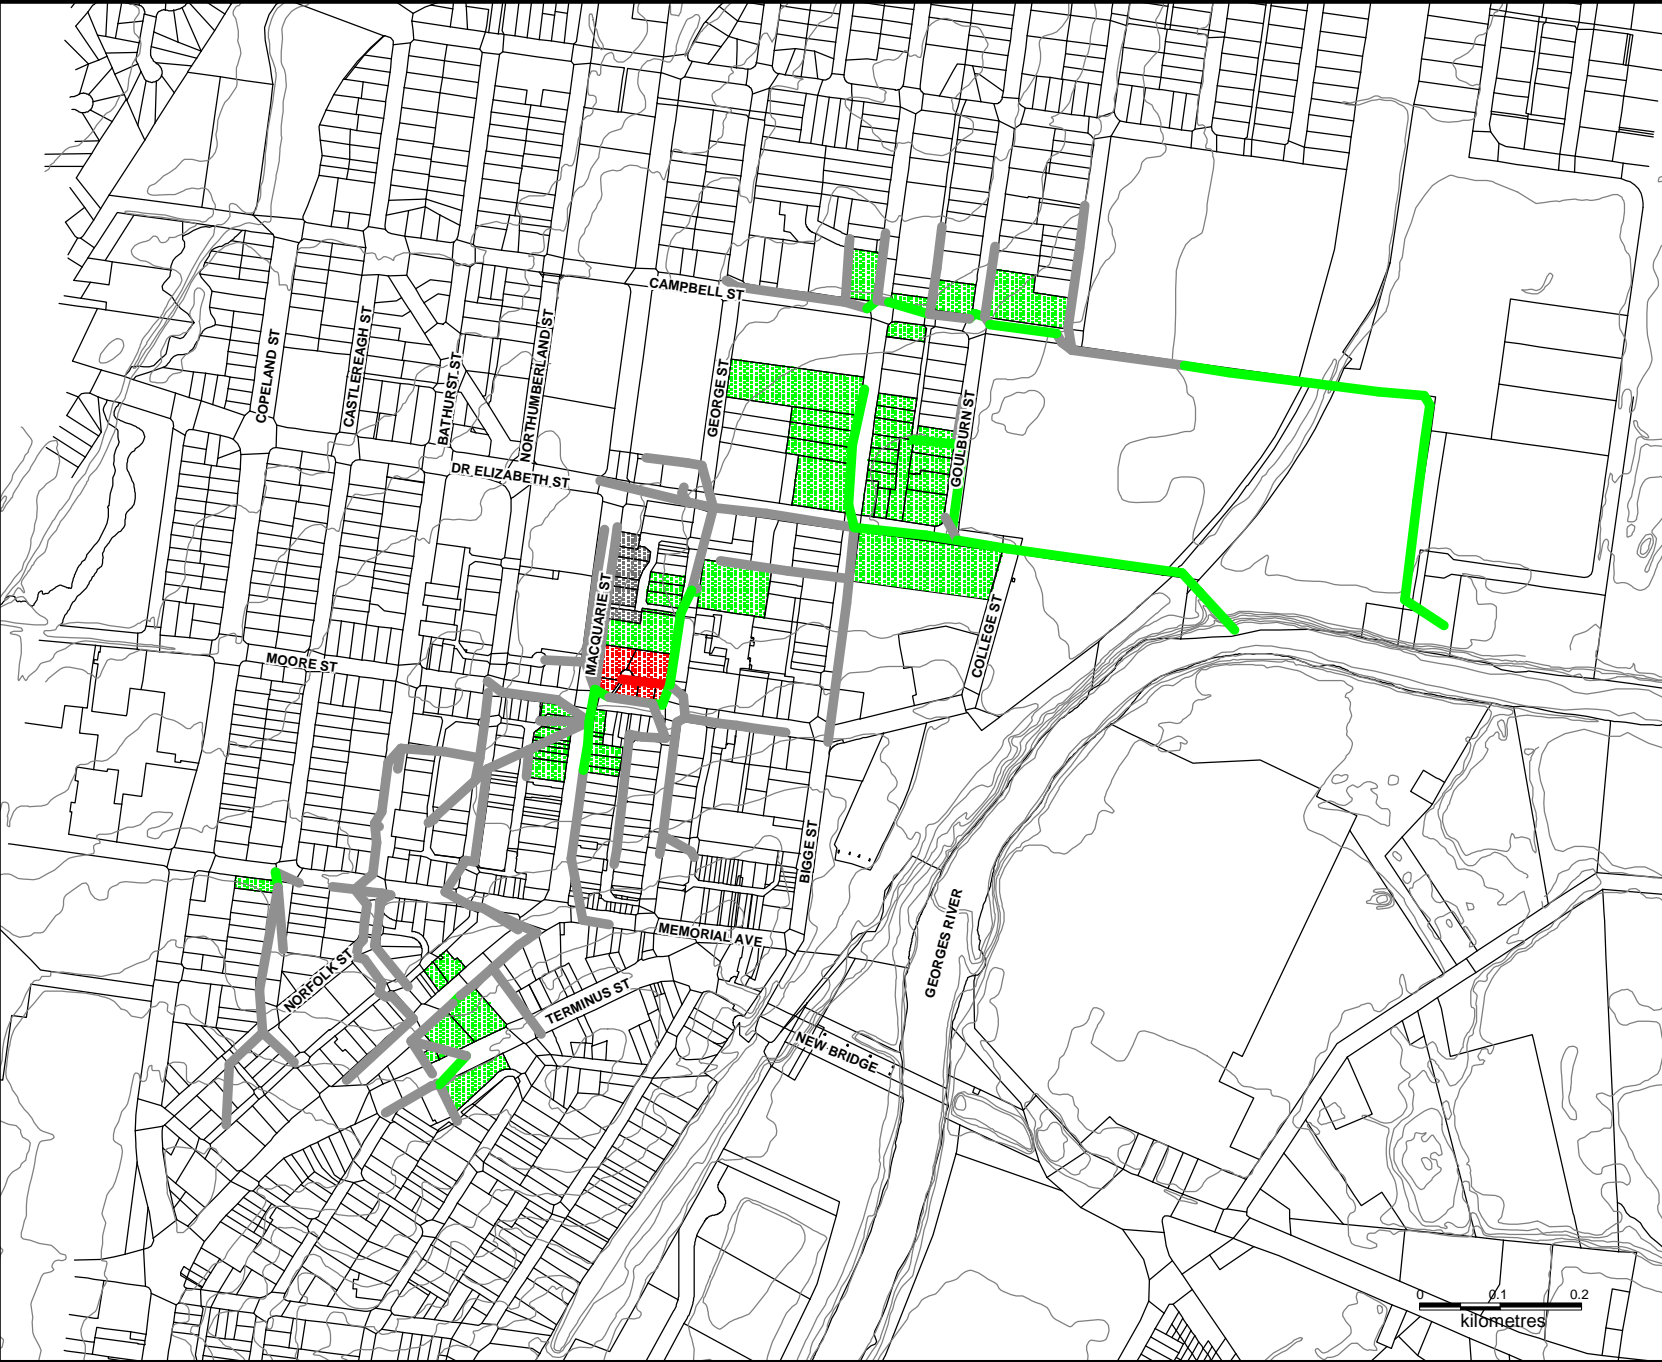 CAMPBELL ST
COPELAND ST
CASTLEREAGH ST
BATHURST ST
NORTHUMBERLAND ST
GEORGE ST
GOULBURN ST
DR ELIZABETH ST
MACQUARIE ST
COLLEGE ST
MOORE ST
BIGGE ST
GEORGES RIVER
MEMORIAL AVE
NORFOLK ST
TERMINUS ST
NEW BRIDGE
0 0.1 0.2
kilometres